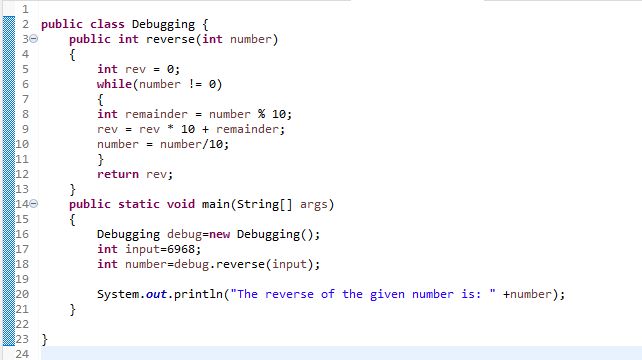 1
2 public class Debugging {
3 public int reverse(int number)
4 {
5 int rev = 0;
6 while(number != 0)
7 {
8 int remainder = number % 10;
9 rev = rev * 10 + remainder;
10 number = number/10;
11 }
12 return rev;
13 }
14 public static void main(String[] args)
15 {
16 Debugging debug=new Debugging();
17 int input=6968;
18 int number=debug.reverse(input);
19
20 System.out.println("The reverse of the given number is: " +number);
21 }
22
23 }
24